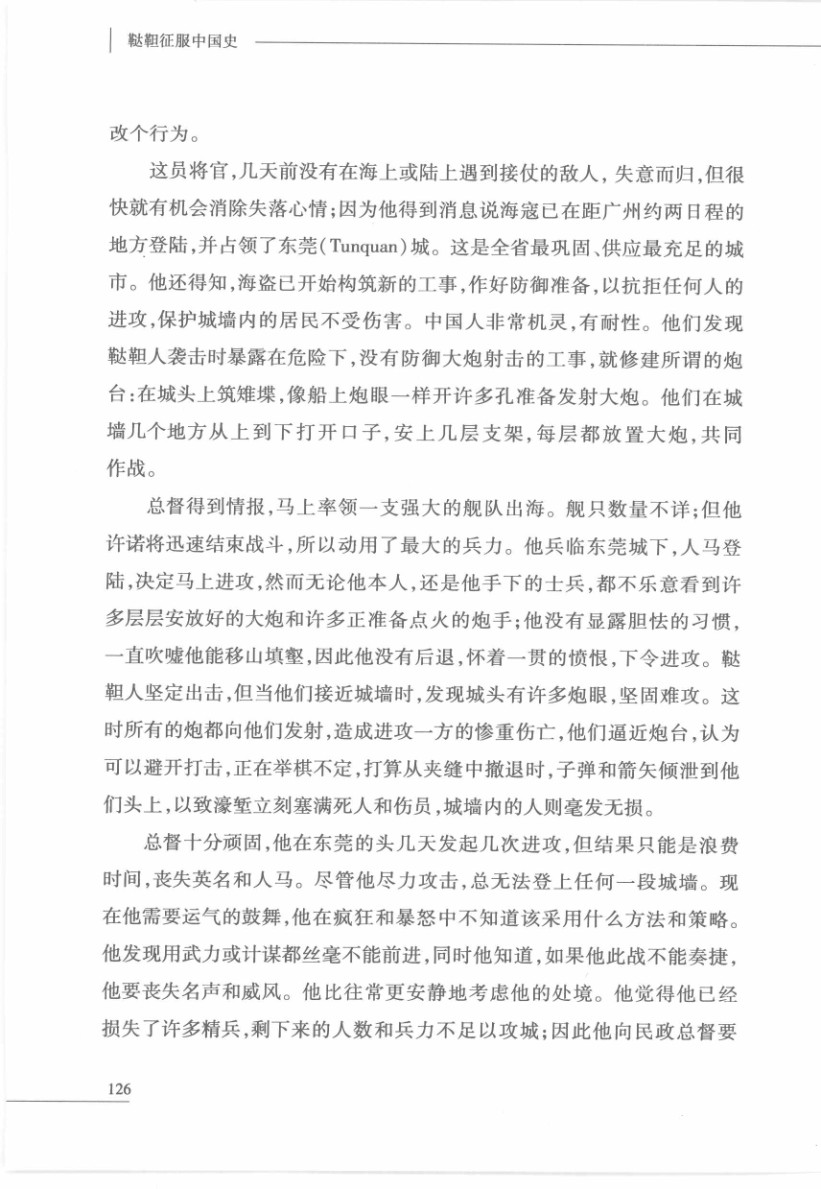 鞑靼征服中国史
改个行为。
这员将官,几天前没有在海上或陆上遇到接仗的敌人,失意而归,但很
快就有机会消除失落心情;因为他得到消息说海寇已在距广州约两日程的
地方登陆,并占领了东莞(Tunquan)城。这是全省最巩固、供应最充足的城
市。他还得知,海盗已开始构筑新的工事,作好防御准备,以抗拒任何人的
进攻,保护城墙内的居民不受伤害。中国人非常机灵,有耐性。他们发现
鞑靼人袭击时暴露在危险下,没有防御大炮射击的工事,就修建所谓的炮
台:在城头上筑雉堞,像船上炮眼一样开许多孔准备发射大炮。他们在城
墙几个地方从上到下打开口子,安上几层支架,每层都放置大炮,共同
作战。
总督得到情报,马上率领一支强大的舰队出海。舰只数量不详;但他
许诺将迅速结束战斗,所以动用了最大的兵力。他兵临东莞城下,人马登
陆,决定马上进攻,然而无论他本人,还是他手下的士兵,都不乐意看到许
多层层安放好的大炮和许多正准备点火的炮手;他没有显露胆怯的习惯,
一直吹嘘他能移山填壑,因此他没有后退,怀着一贯的愤恨,下令进攻。鞑
靼人坚定出击,但当他们接近城墙时,发现城头有许多炮眼,坚固难攻。这
时所有的炮都向他们发射,造成进攻一方的惨重伤亡,他们逼近炮台,认为
可以避开打击,正在举棋不定,打算从夹缝中撤退时,子弹和箭矢倾泄到他
们头上,以致濠堑立刻塞满死人和伤员,城墙内的人则毫发无损。
总督十分顽固,他在东莞的头几天发起几次进攻,但结果只能是浪费
时间,丧失英名和人马。尽管他尽力攻击,总无法登上任何一段城墙。现
在他需要运气的鼓舞,他在疯狂和暴怒中不知道该采用什么方法和策略。
他发现用武力或计谋都丝毫不能前进,同时他知道,如果他此战不能奏捷,
他要丧失名声和威风。他比往常更安静地考虑他的处境。他觉得他已经
损失了许多精兵,剩下来的人数和兵力不足以攻城;因此他向民政总督要
126